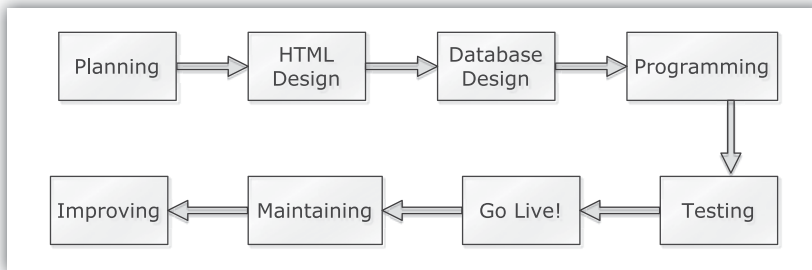 Planning
HTML
Design
Database
Design
Programming
Testing
Go Live!
Maintaining
Improving